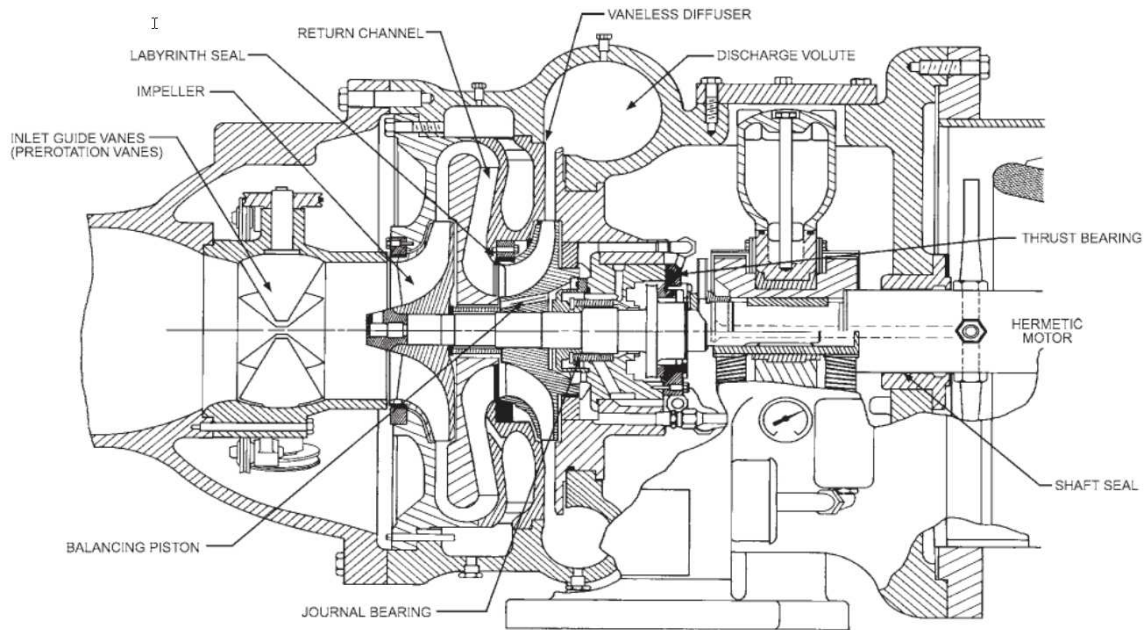 VANELESS DIFFUSER
RETURN CHANNEL
LABYRINTH SEAL
DISCHARGE VOLUTE
IMPELLER
INLET GUIDE VANES
(PREROTATION VANES)
THRUST BEARING
HERMETIC
MOTOR
SHAFT SEAL
BALANCING PISTON
JOURNAL BEARING